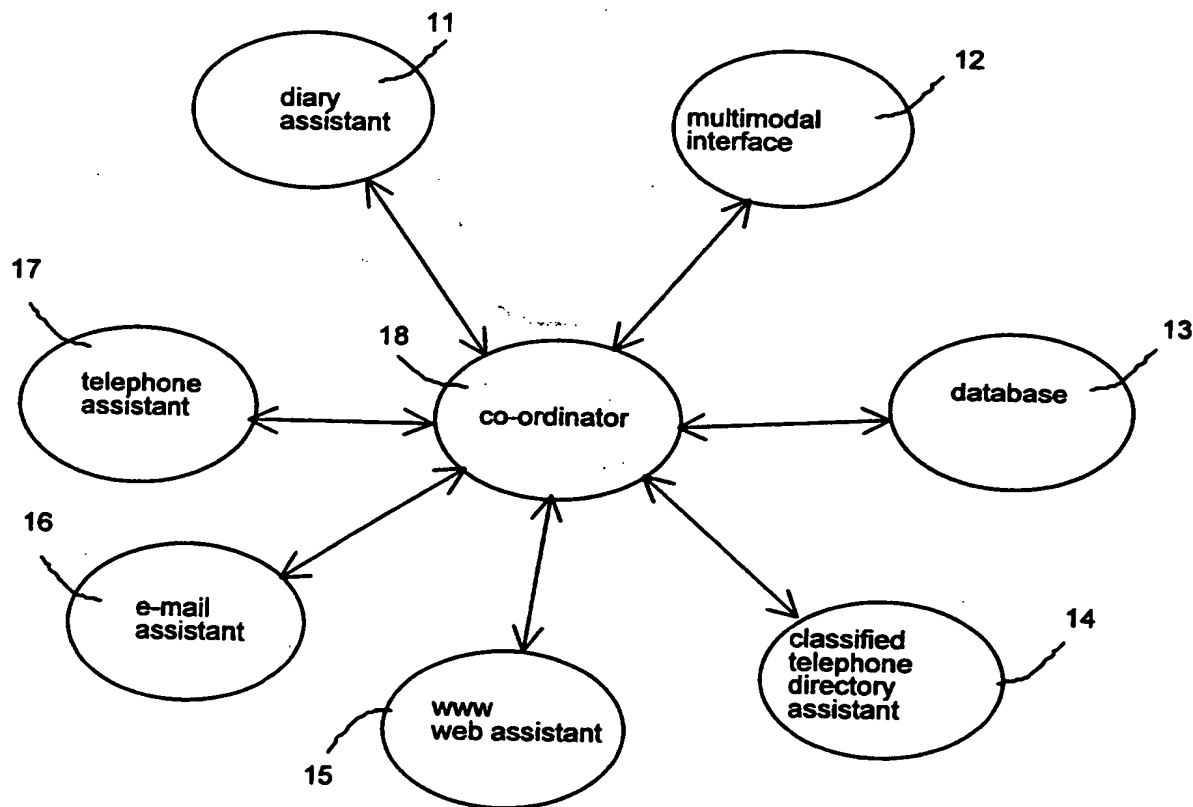 11
diary
assistant
12
multimodal
interface
17
telephone
assistant
18
co-ordinator
13
database
16
e-mail
assistant
14
classified
telephone
directory
assistant
15
www
web assistant